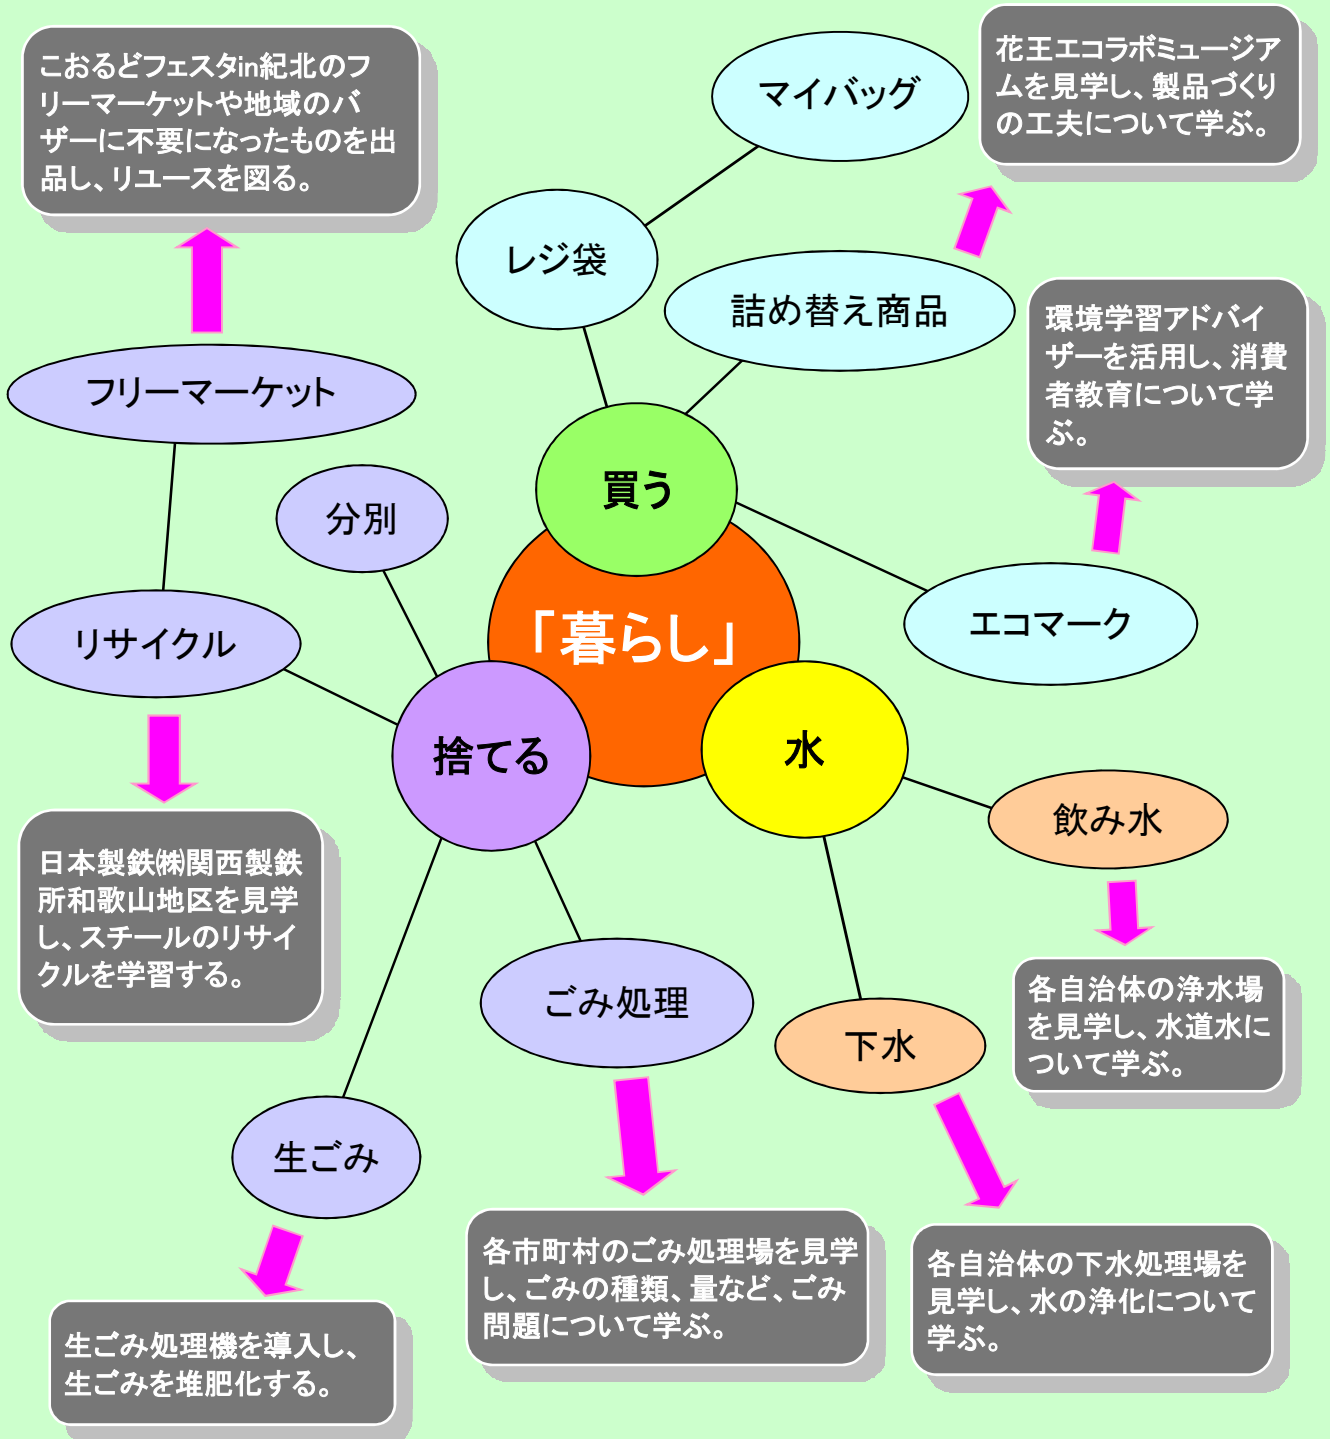 こおるどフェスタin紀北のフ
リーマーケットや地域のバ
ザーに不要になったものを出
品し、リユースを図る。
マイバッグ
花王エコラボミュージア
ムを見学し、製品づくり
の工夫について学ぶ。
レジ袋
詰め替え商品
環境学習アドバイ
ザーを活用し、消費
者教育について学
ぶ。
フリーマーケット
買う
分別
エコマーク
リサイクル
「暮らし」
捨てる
水
飲み水
日本製鉄㈱関西製鉄
所和歌山地区を見学
し、スチールのリサイ
クルを学習する。
ごみ処理
下水
各自治体の浄水場
を見学し、水道水に
ついて学ぶ。
生ごみ
各市町村のごみ処理場を見学
し、ごみの種類、量など、ごみ
問題について学ぶ。
各自治体の下水処理場を
見学し、水の浄化について
学ぶ。
生ごみ処理機を導入し、
生ごみを堆肥化する。